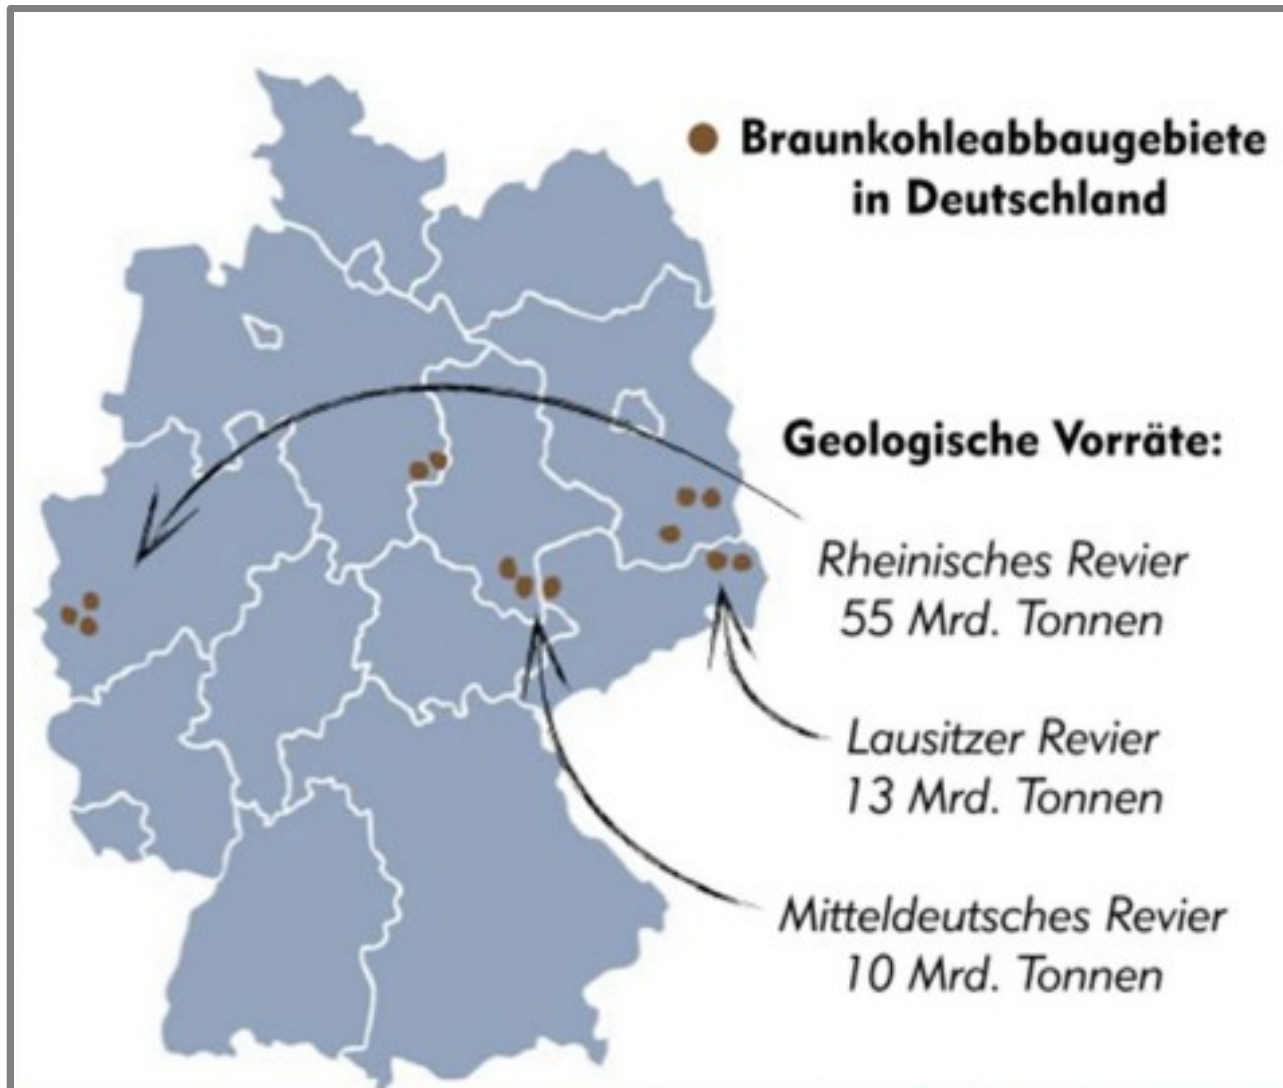 Braunkohleabbaugebiete
in Deutschland
Geologische Vorräte:
Rheinisches Revier
55 Mrd. Tonnen
Lausitzer Revier
13 Mrd. Tonnen
Mitteldeutsches Revier
10 Mrd. Tonnen